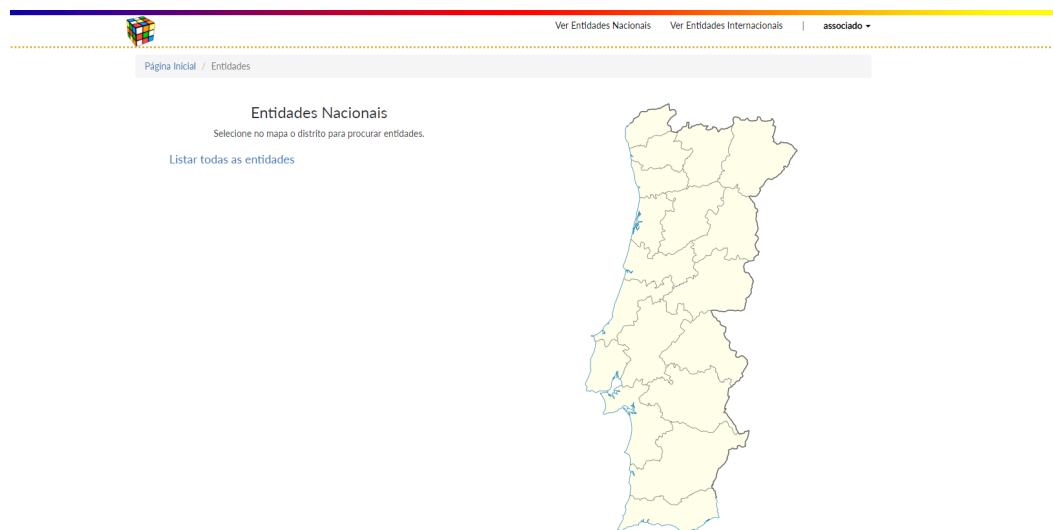 Ver Entidades Nacionais Ver Entidades Internacionais | associado
Página Inicial / Entidades
Entidades Nacionais
Selecione no mapa o distrito para procurar entidades.
Listar todas as entidades